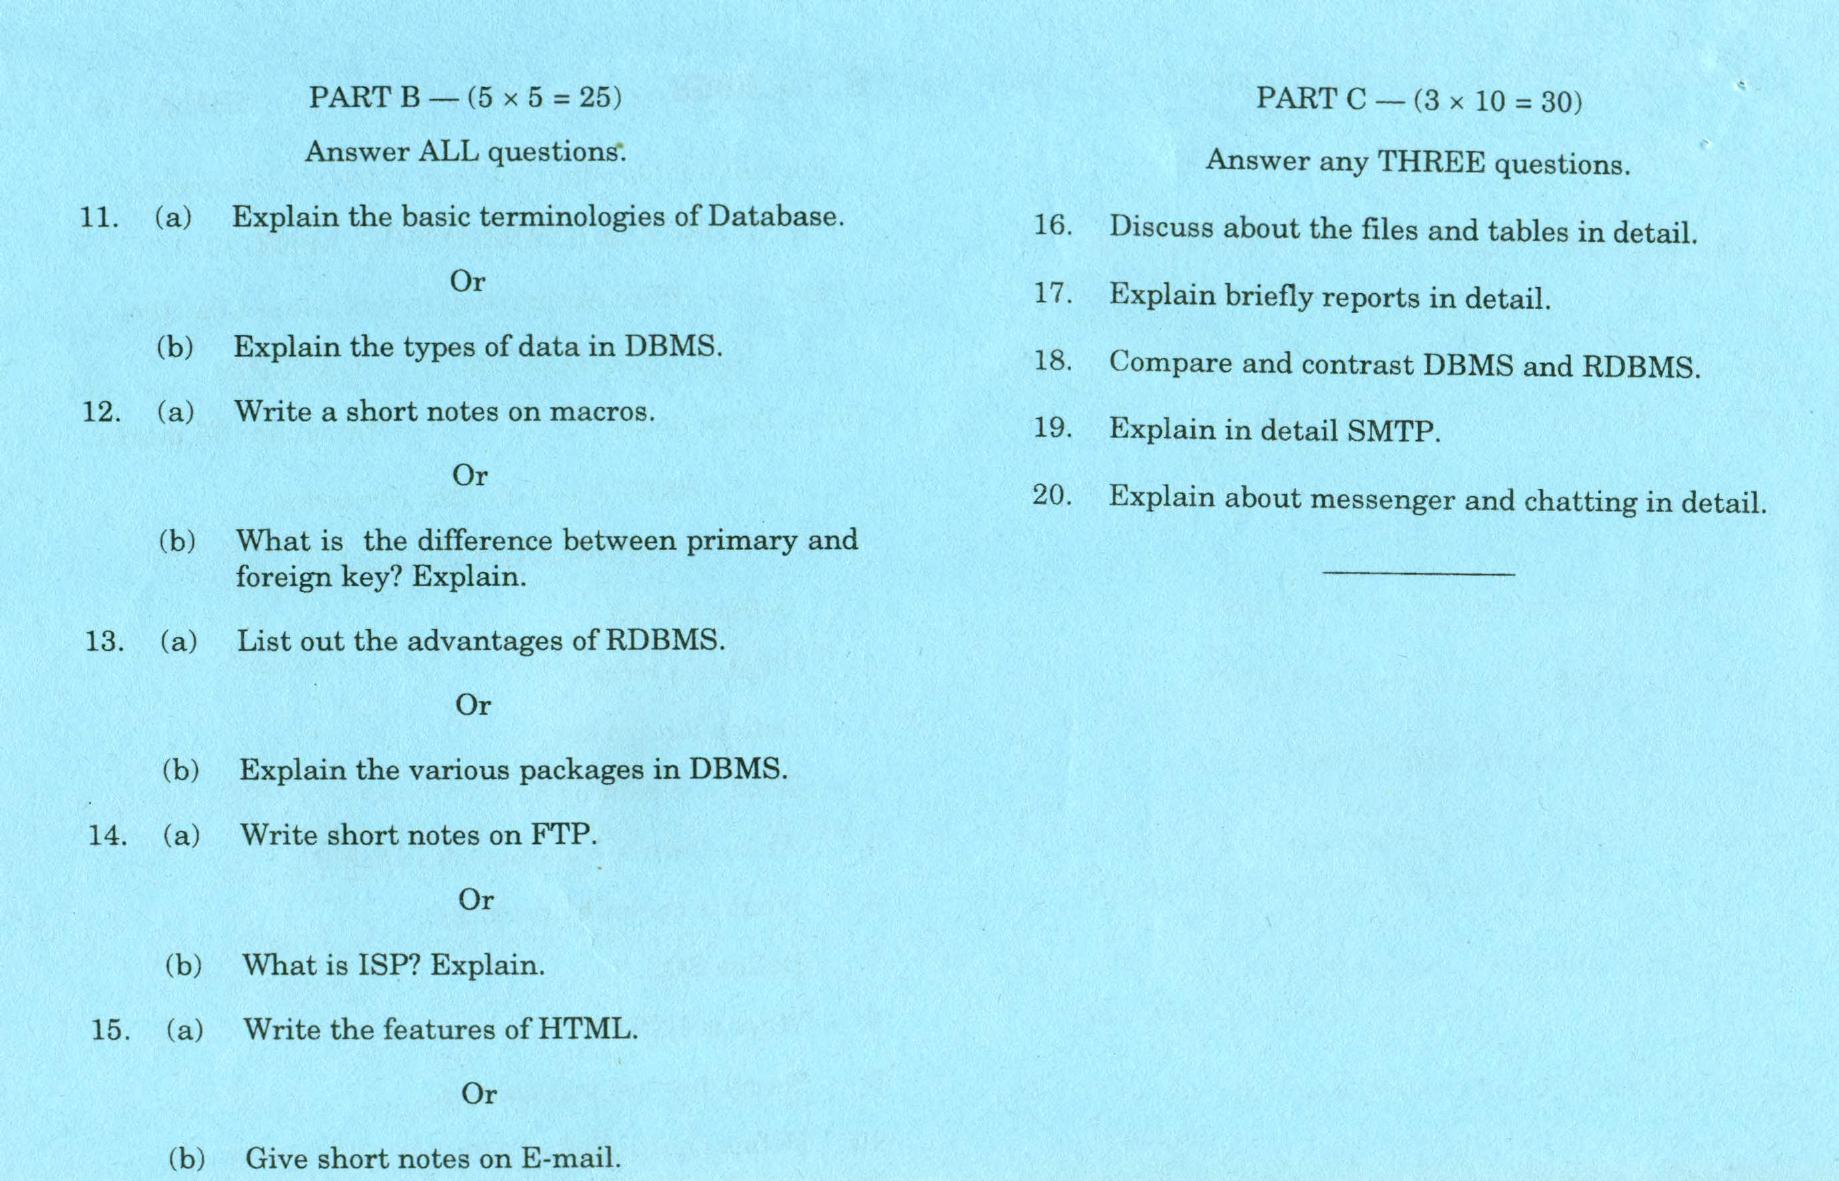 PART B — (5 × 5 = 25)
Answer ALL questions.
11. (a) Explain the basic terminologies of Database.
Or
(b) Explain the types of data in DBMS.
12. (a) Write a short notes on macros.
Or
(b) What is the difference between primary and
foreign key? Explain.
13. (a) List out the advantages of RDBMS.
Or
(b) Explain the various packages in DBMS.
14. (a) Write short notes on FTP.
Or
(b) What is ISP? Explain.
15. (a) Write the features of HTML.
Or
(b) Give short notes on E-mail.
PART C — (3 × 10 = 30)
Answer any THREE questions.
16. Discuss about the files and tables in detail.
17. Explain briefly reports in detail.
18. Compare and contrast DBMS and RDBMS.
19. Explain in detail SMTP.
20. Explain about messenger and chatting in detail.